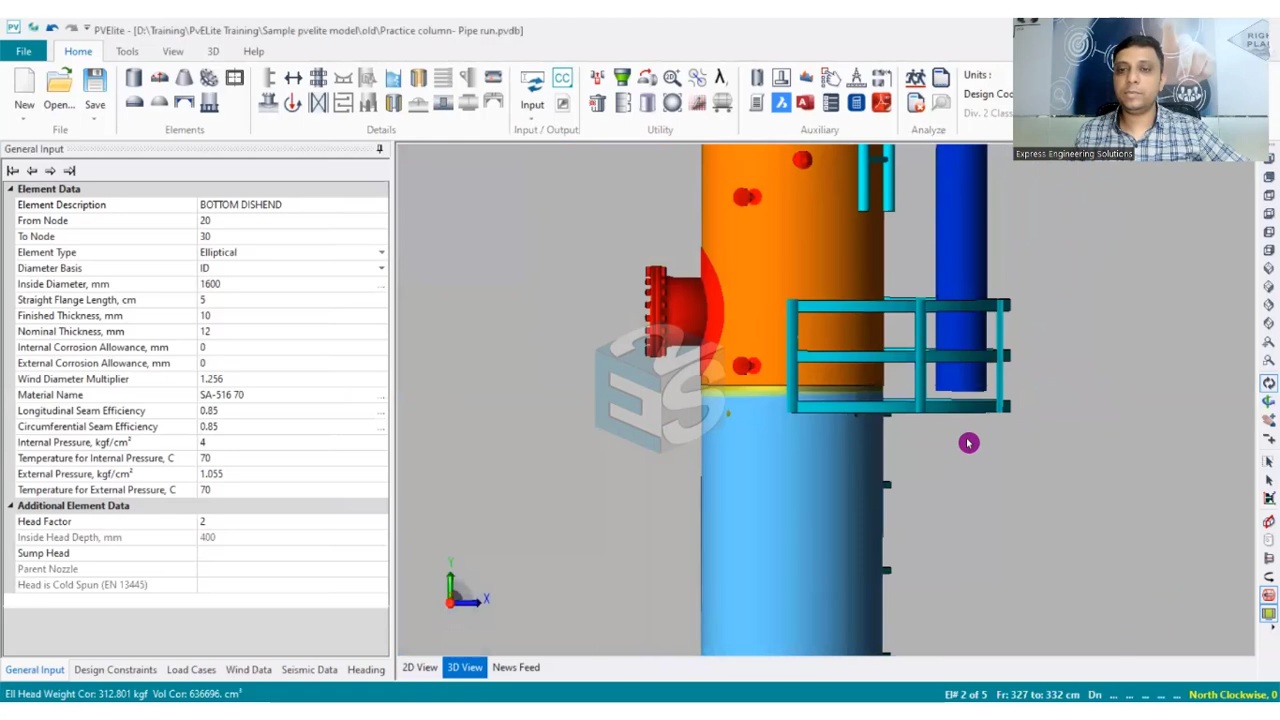 PVElite - [D:\Training\PvELite Training\Sample pvelite model\old\Practice column- Pipe run.pvdb]
File Home Tools View 3D Help
New Open... Save Input CC Units :
Design Coo
Div. 2 Class
File Elements Details Input / Output Utility Auxiliary Analyze
RIGH
PLA
Express Engineering Solutions
General Input
Element Data
Element Description BOTTOM DISHEND
From Node 20
To Node 30
Element Type Elliptical
Diameter Basis ID
Inside Diameter, mm 1600
Straight Flange Length, cm 5
Finished Thickness, mm 10
Nominal Thickness, mm 12
Internal Corrosion Allowance, mm 0
External Corrosion Allowance, mm 0
Wind Diameter Multiplier 1.256
Material Name SA-516 70
Longitudinal Seam Efficiency 0.85
Circumferential Seam Efficiency 0.85
Internal Pressure, kgf/cm² 4
Temperature for Internal Pressure, C 70
External Pressure, kgf/cm² 1.055
Temperature for External Pressure, C 70
Additional Element Data
Head Factor 2
Inside Head Depth, mm 400
Sump Head
Parent Nozzle
Head is Cold Spun (EN 13445)
Y
X
General Input Design Constraints Load Cases Wind Data Seismic Data Heading
2D View 3D View News Feed
Ell Head Weight Cor: 312.801 kgf Vol Cor: 636696. cm³
El# 2 of 5 Fr: 327 to: 332 cm Dn ... ... ... ... ... North Clockwise, 0